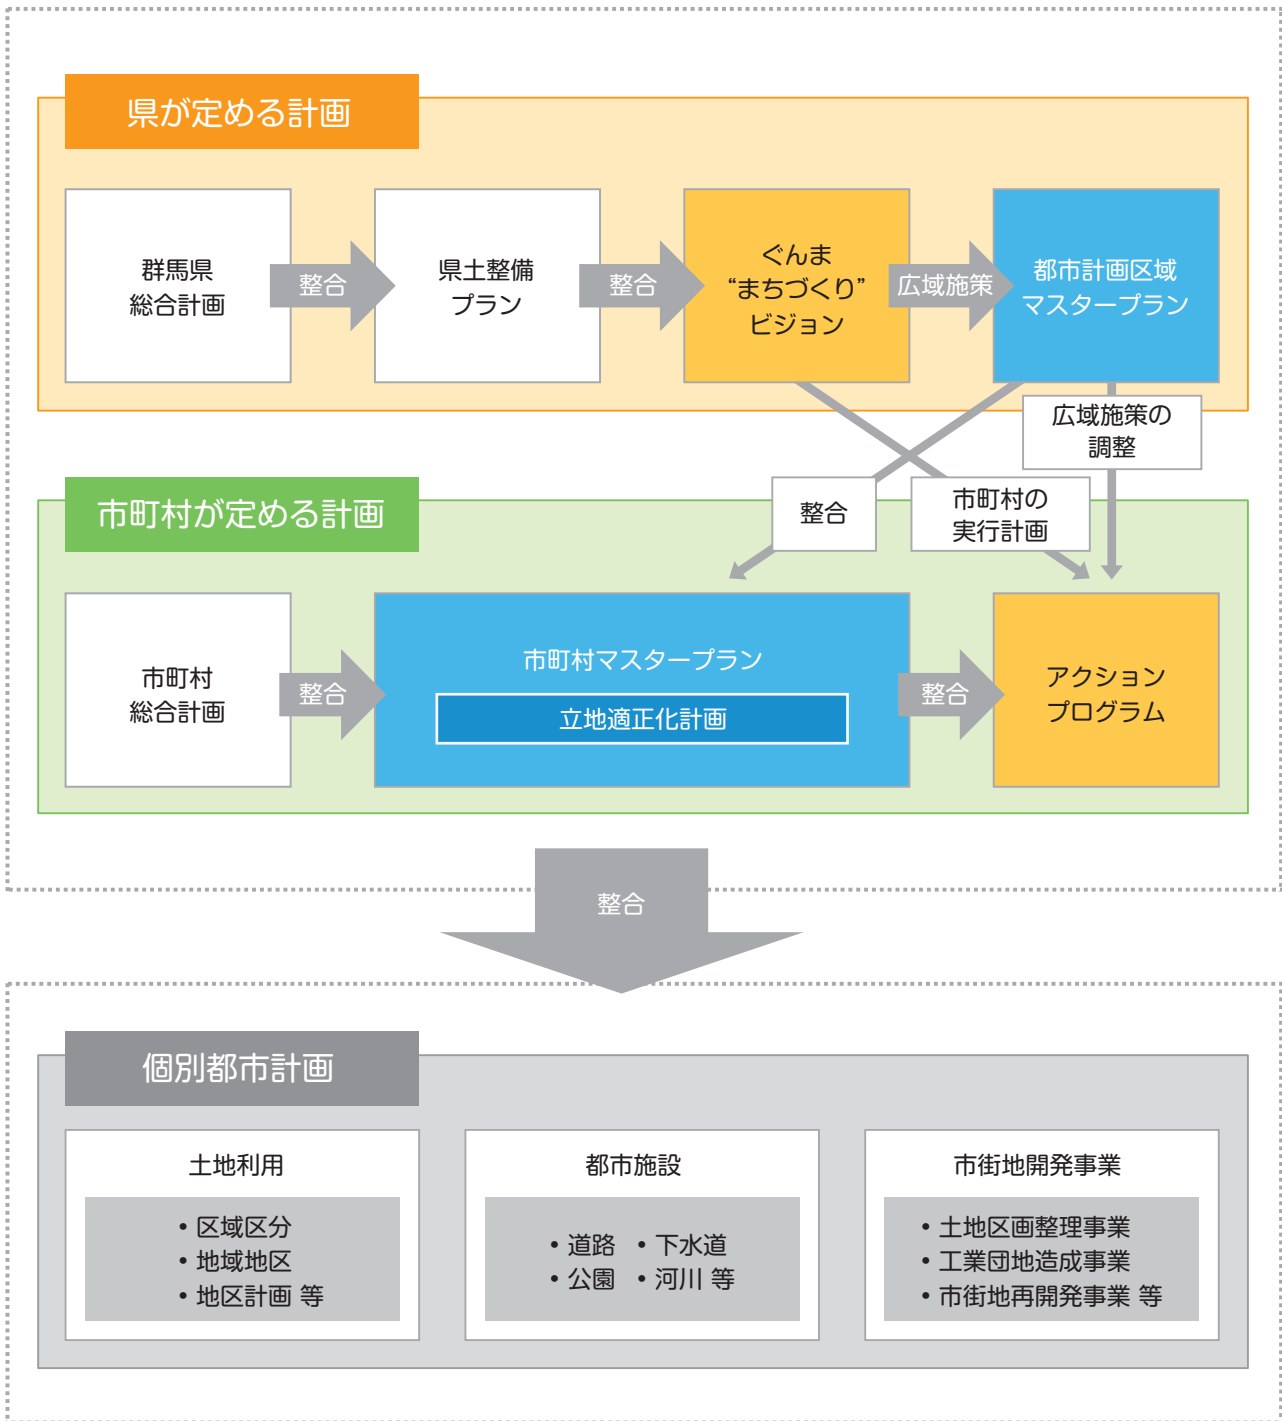 県が定める計画
群馬県
総合計画
整合
県土整備
プラン
整合
ぐんま
“まちづくり”
ビジョン
広域施策
都市計画区域
マスタープラン
広域施策の
調整
整合
市町村の
実行計画
市町村が定める計画
市町村
総合計画
整合
市町村マスタープラン
立地適正化計画
整合
アクション
プログラム
整合
個別都市計画
土地利用
• 区域区分
• 地域地区
• 地区計画 等
都市施設
• 道路 • 下水道
• 公園 • 河川 等
市街地開発事業
• 土地区画整理事業
• 工業団地造成事業
• 市街地再開発事業 等